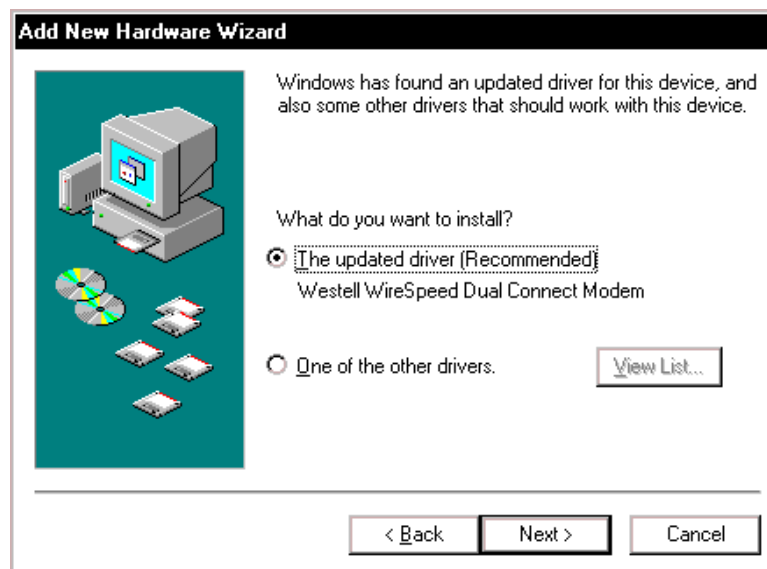 Add New Hardware Wizard
Windows has found an updated driver for this device, and
also some other drivers that should work with this device.
What do you want to install?
The updated driver (Recommended)
Westell WireSpeed Dual Connect Modem
One of the other drivers.
View List...
< Back
Next >
Cancel